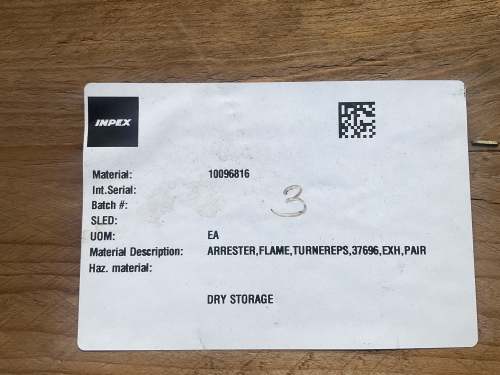 INPEX
Material: 10096816
Int.Serial:
Batch #: 3
SLED:
UOM: EA
Material Description: ARRESTER,FLAME,TURNEREPS,37696,EXH,PAIR
Haz. material:
DRY STORAGE